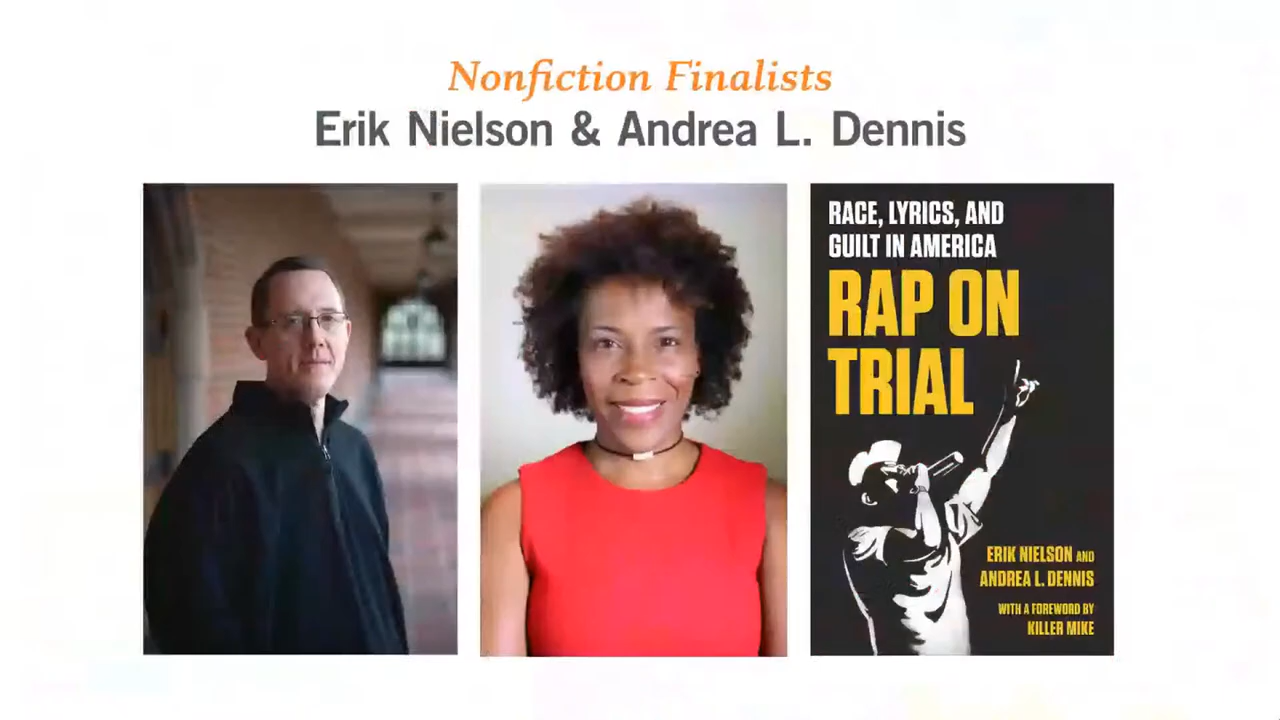 Nonfiction Finalists
Erik Nielson & Andrea L. Dennis
RACE, LYRICS, AND
GUILT IN AMERICA
RAP ON
TRIAL
ERIK NIELSON AND
ANDREA L. DENNIS
WITH A FOREWORD BY
KILLER MIKE